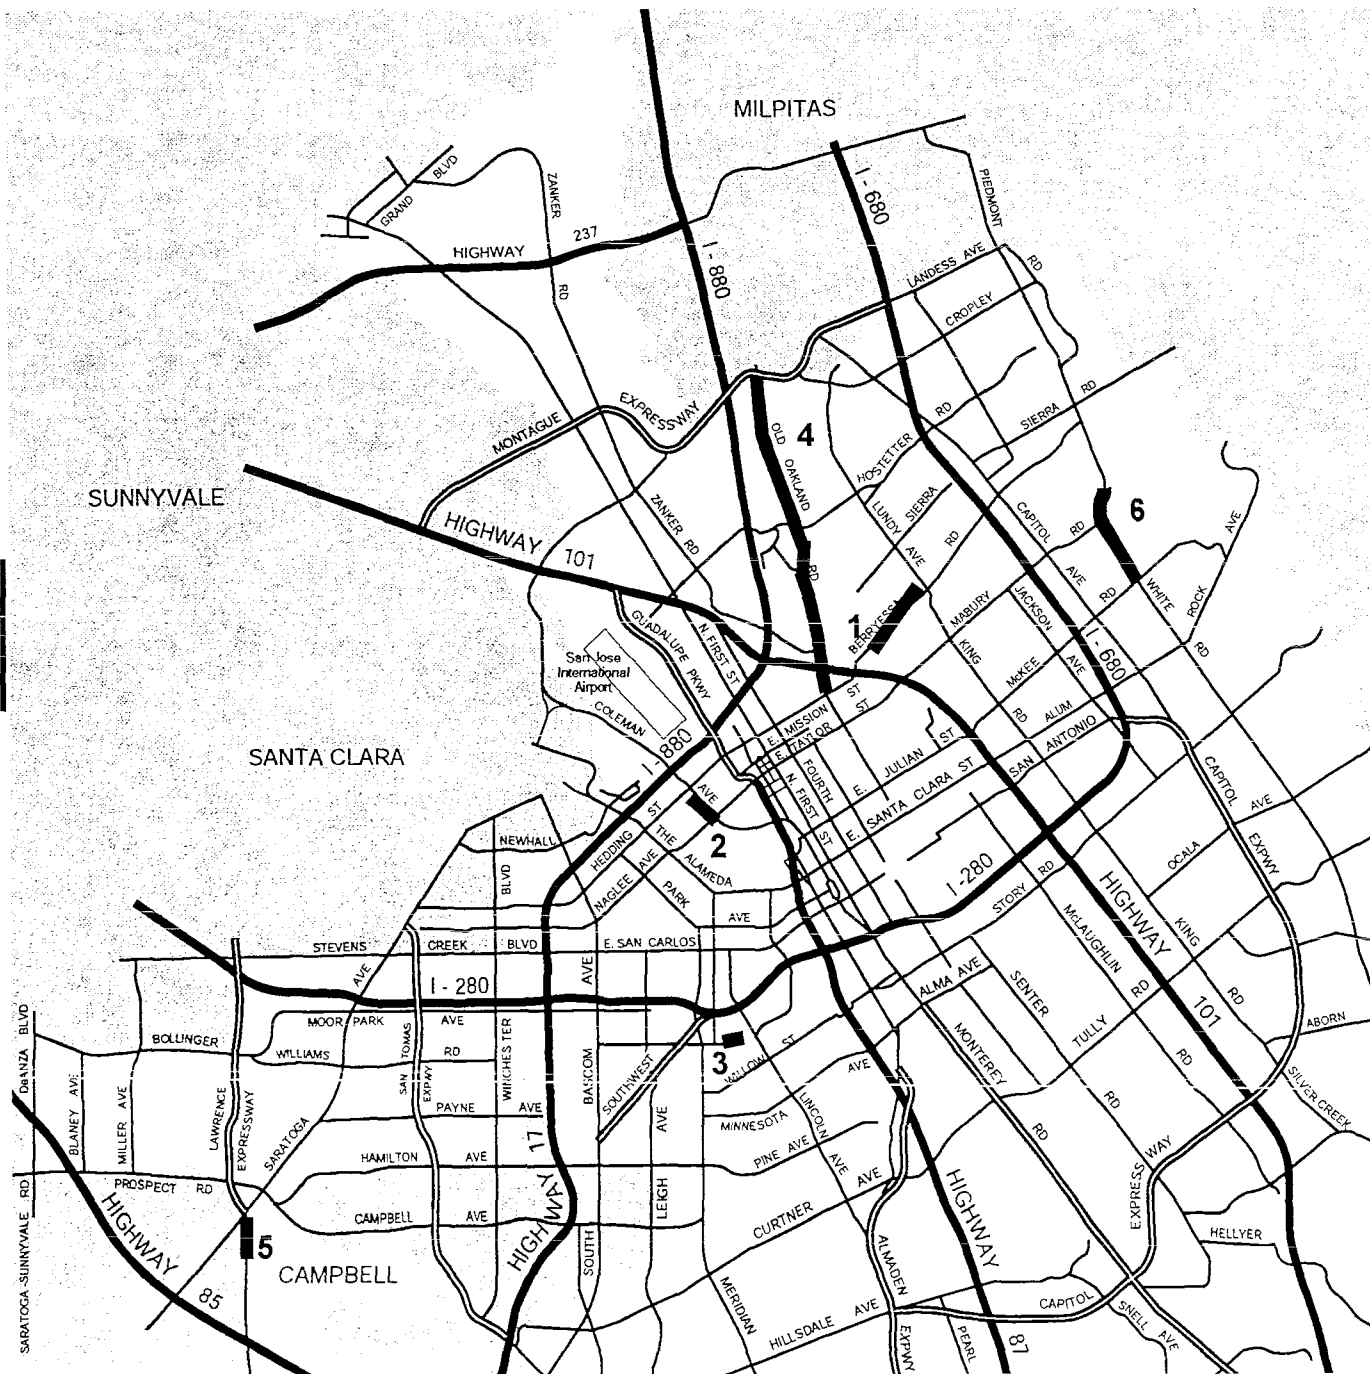 MILPITAS
GRAND BLVD
ZANKER RD
HIGHWAY 237
I - 880
I - 680
PIEDMONT RD
LANDESS AVE
CROPLEY
MONTAGUE EXPRESSWAY
SIERRA RD
HOSTETTER RD
OLD OAKLAND RD
4
SUNNYVALE
HIGHWAY 101
ZANKER RD
LUNDY AVE
SIERRA RD
CAPITOL AVE
RD
6
WHITE RD
ROCK AVE
1
MABURY RD
JACKSON AVE
KING RD
McKEE
I - 680
ALUM
SAN ANTONIO
GUADALUPE PKWY
N. FIRST ST
San Jose
International
Airport
COLEMAN AVE
E. MISSION ST
E. TAYLOR ST
I - 880
SANTA CLARA
FOURTH ST
N. FIRST ST
E. JULIAN ST
E. SANTA CLARA ST
CAPITOL EXPWY
OCALA AVE
NEWHALL
HEDDING ST
THE ALAMEDA
2
NAGLEE AVE
PARK AVE
BLVD
I - 280
STORY RD
HIGHWAY 101
KING RD
McLAUGHLIN RD
STEVENS CREEK BLVD
E. SAN CARLOS
SARATOGA AVE
I - 280
ALMA AVE
SENTER RD
TULLY RD
ABORN
SILVER CREEK
MOOR PARK AVE
BOLLINGER
WILLIAMS RD
SAN TOMAS EXPWY
WINCHESTER
BASCOM AVE
SOUTHWEST
3
WILLOW ST
MONTEREY RD
DeANZA BLVD
BLANEY AVE
MILLER AVE
LAWRENCE EXPRESSWAY
PAYNE AVE
MINNESOTA AVE
LINCOLN AVE
HAMILTON AVE
PINE AVE
LEIGH AVE
PROSPECT RD
CAMPBELL AVE
CURTNER AVE
HIGHWAY 17
SOUTH
EXPRESS WAY
HELLYER
5
CAMPBELL
HIGHWAY 85
SARATOGA -SUNNYVALE RD
MERIDIAN
ALMADEN EXPWY
HIGHWAY 87
HILLSDALE AVE
PEARL
CAPITOL
SNELL AVE